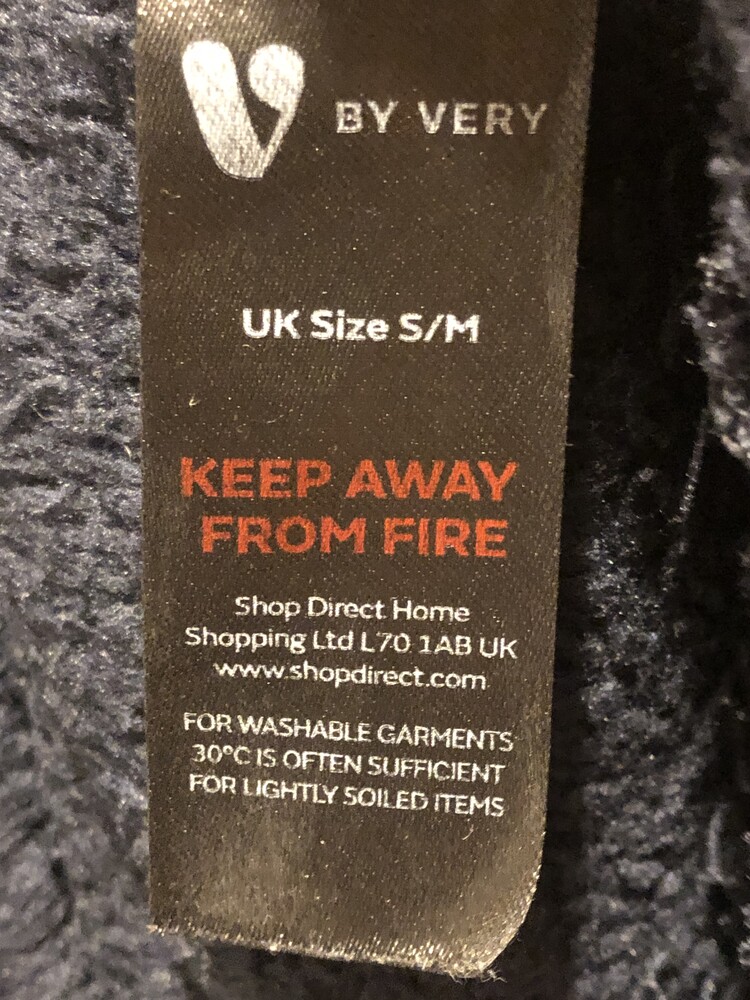 V BY VERY
UK Size S/M
KEEP AWAY
FROM FIRE
Shop Direct Home
Shopping Ltd L70 1AB UK
www.shopdirect.com
FOR WASHABLE GARMENTS
30°C IS OFTEN SUFFICIENT
FOR LIGHTLY SOILED ITEMS